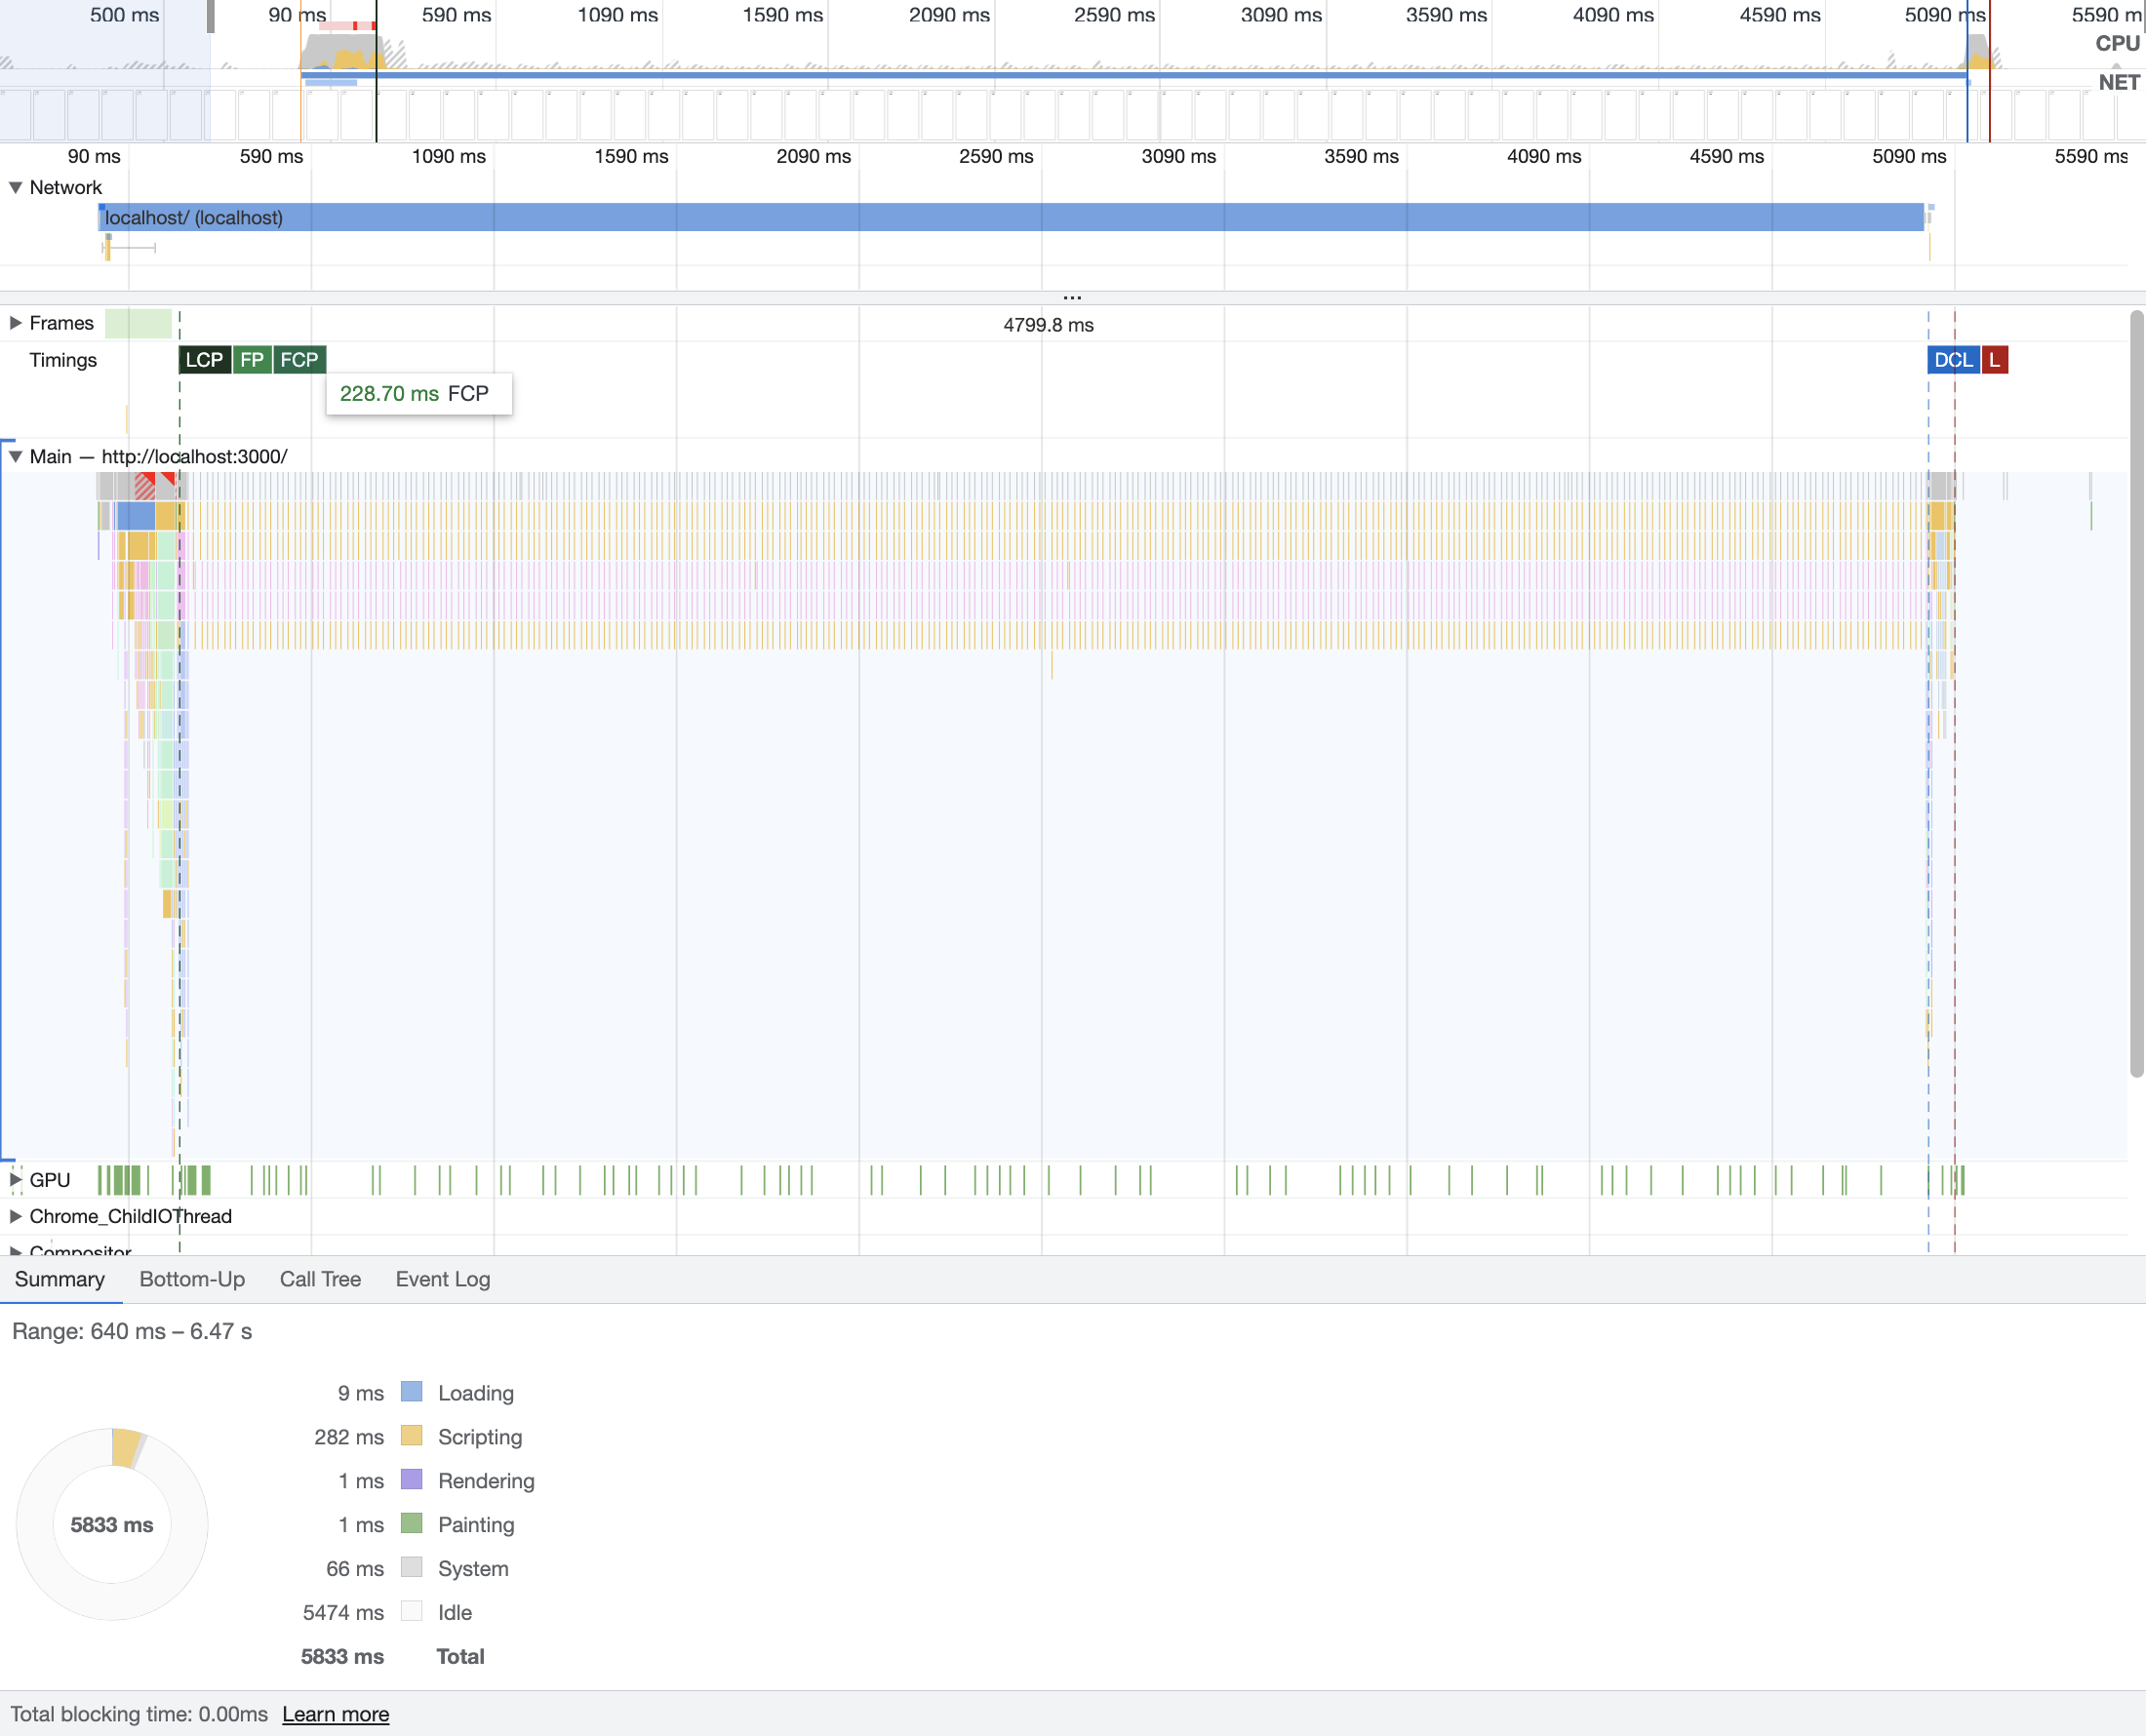 500 ms 90 ms 590 ms 1090 ms 1590 ms 2090 ms 2590 ms 3090 ms 3590 ms 4090 ms 4590 ms 5090 ms 5590 m
CPU
NET
90 ms 590 ms 1090 ms 1590 ms 2090 ms 2590 ms 3090 ms 3590 ms 4090 ms 4590 ms 5090 ms 5590 ms
Network
localhost/ (localhost)
...
Frames 4799.8 ms
Timings LCP FP FCP DCL L
228.70 ms FCP
Main — http://localhost:3000/
GPU
Chrome_ChildIOThread
Compositor
Summary Bottom-Up Call Tree Event Log
Range: 640 ms – 6.47 s
9 ms Loading
282 ms Scripting
1 ms Rendering
5833 ms
1 ms Painting
66 ms System
5474 ms Idle
5833 ms Total
Total blocking time: 0.00ms Learn more